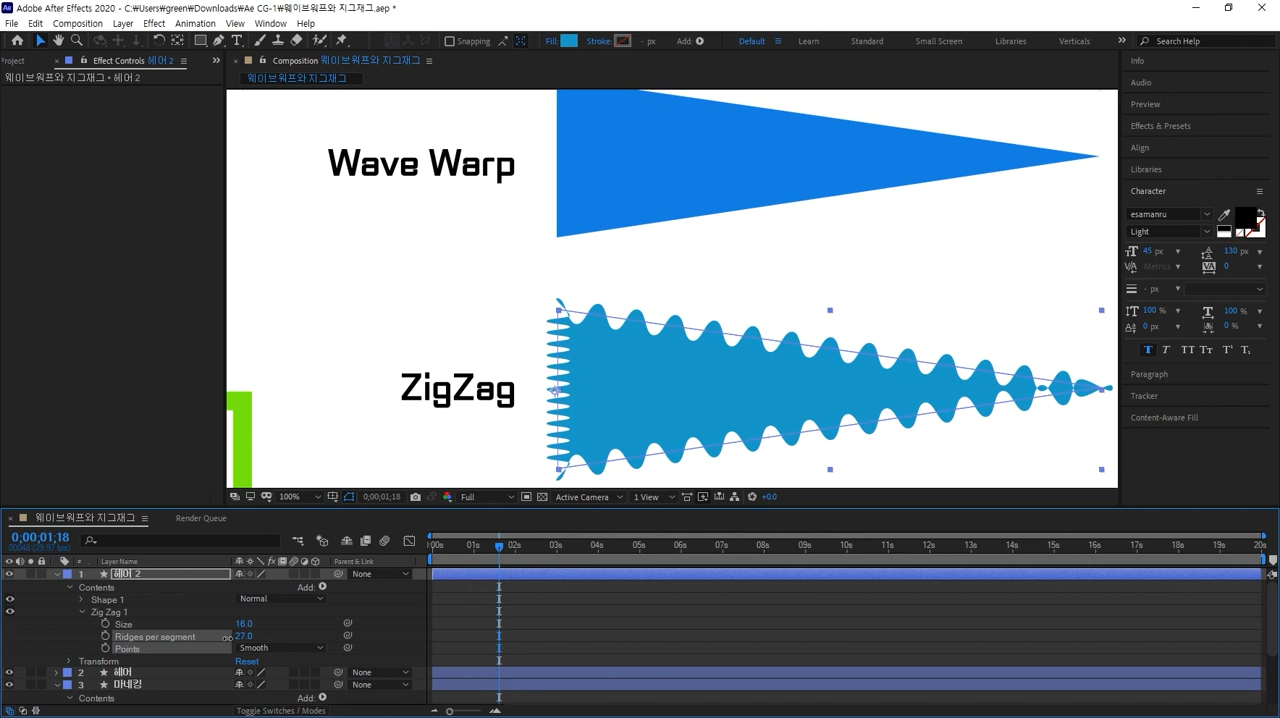 Adobe After Effects 2020 - C:₩Users₩green₩Downloads₩Ae CG-1₩웨이브워프와 지그재그.aep *
File Edit Composition Layer Effect Animation View Window Help
Snapping Fill: Stroke: - px Add: Default Learn Standard Small Screen Libraries Verticals Search Help
Project Effect Controls 헤어 2 Composition 웨이브워프와 지그재그
웨이브워프와 지그재그 • 헤어 2
웨이브워프와 지그재그
Wave Warp
ZigZag
Info
Audio
Preview
Effects & Presets
Align
Libraries
Character
esamanru
Light
45 px 130 px
Metrics 0
- px
100 % 100 %
0 px 0 %
T T TT Tт T¹ T₁
Paragraph
Tracker
Content-Aware Fill
100% 0;00;01;18 Full Active Camera 1 View +0.0
웨이브워프와 지그재그 Render Queue
0;00;01;18
00048 (29.97 fps)
:00s 02s 03s 04s 05s 06s 07s 08s 09s 10s 11s 12s 13s 14s 15s 16s 17s 18s 19s 20s
# Layer Name Parent & Link
1 헤어 2 None
Contents Add:
Shape 1 Normal
Zig Zag 1
Size 16.0
Ridges per segment 27.0
Points Smooth
Transform Reset
2 헤어 None
3 마네킹 None
Contents Add:
Toggle Switches / Modes